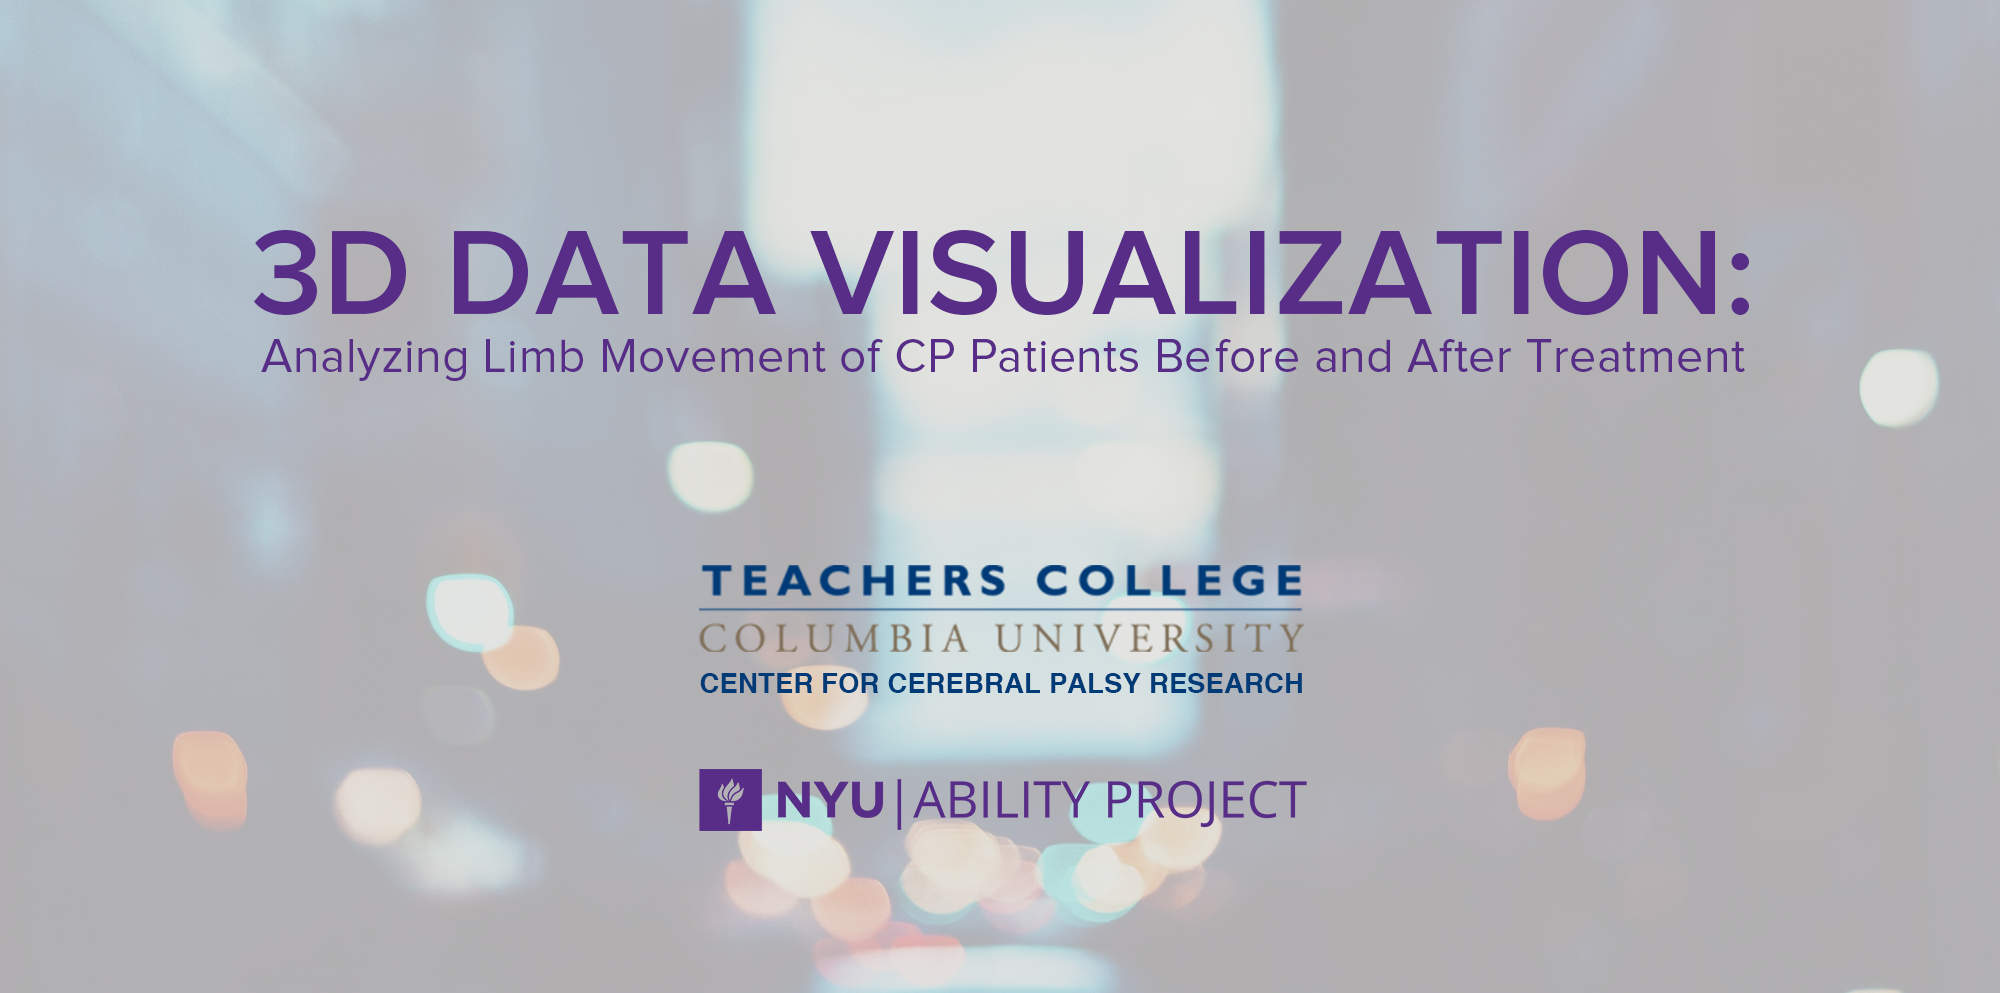 3D DATA VISUALIZATION:
Analyzing Limb Movement of CP Patients Before and After Treatment
TEACHERS COLLEGE
COLUMBIA UNIVERSITY
CENTER FOR CEREBRAL PALSY RESEARCH
NYU | ABILITY PROJECT